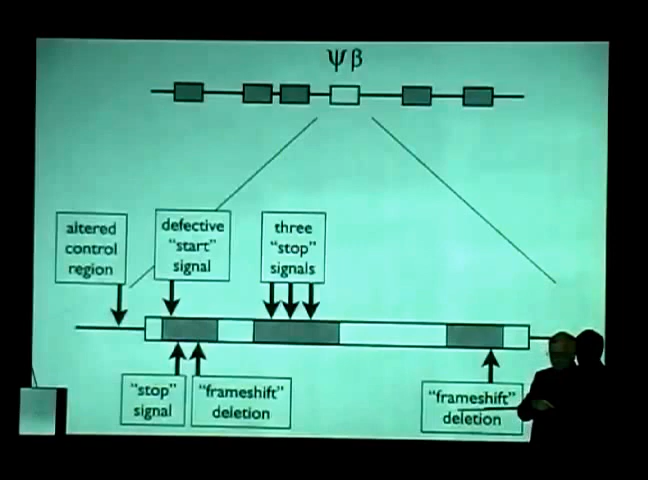 ψβ
altered
control
region
defective
“start”
signal
three
“stop”
signals
“stop”
signal
“frameshift”
deletion
“frameshift”
deletion